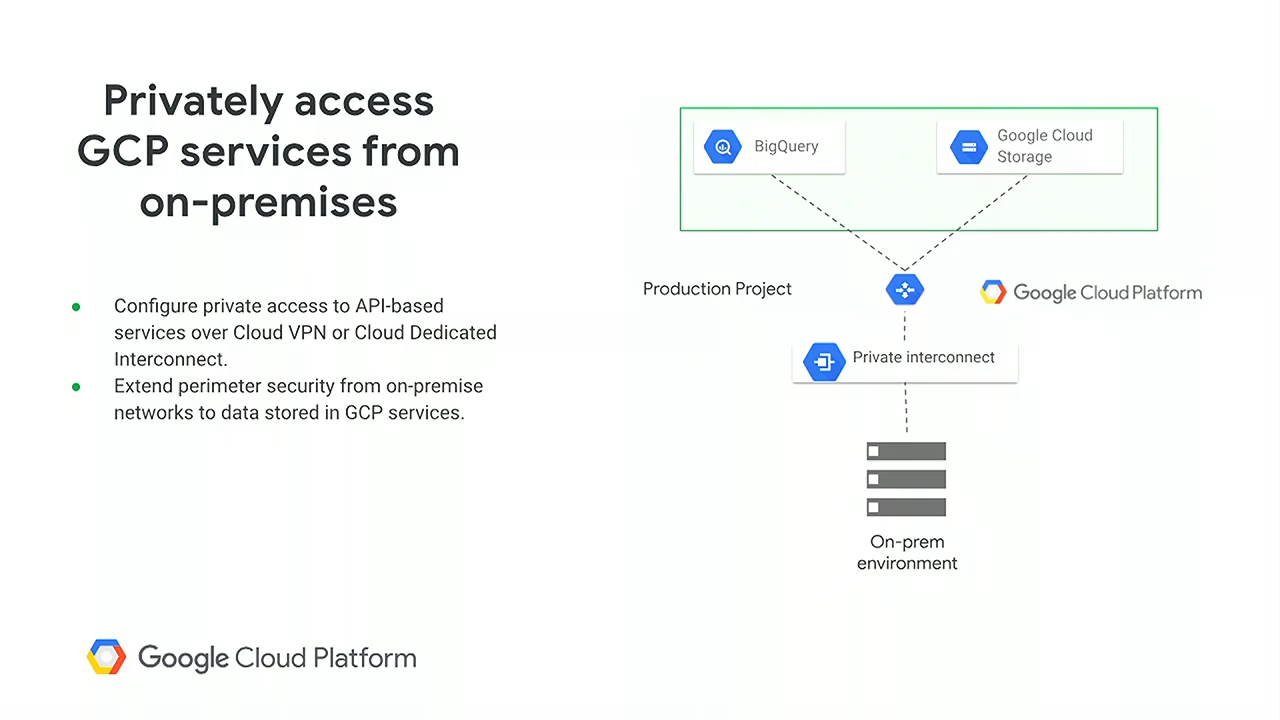 Privately access
GCP services from
on-premises
Configure private access to API-based
services over Cloud VPN or Cloud Dedicated
Interconnect.
Extend perimeter security from on-premise
networks to data stored in GCP services.
Google Cloud Platform
BigQuery
Google Cloud
Storage
Production Project
Google Cloud Platform
Private interconnect
On-prem
environment